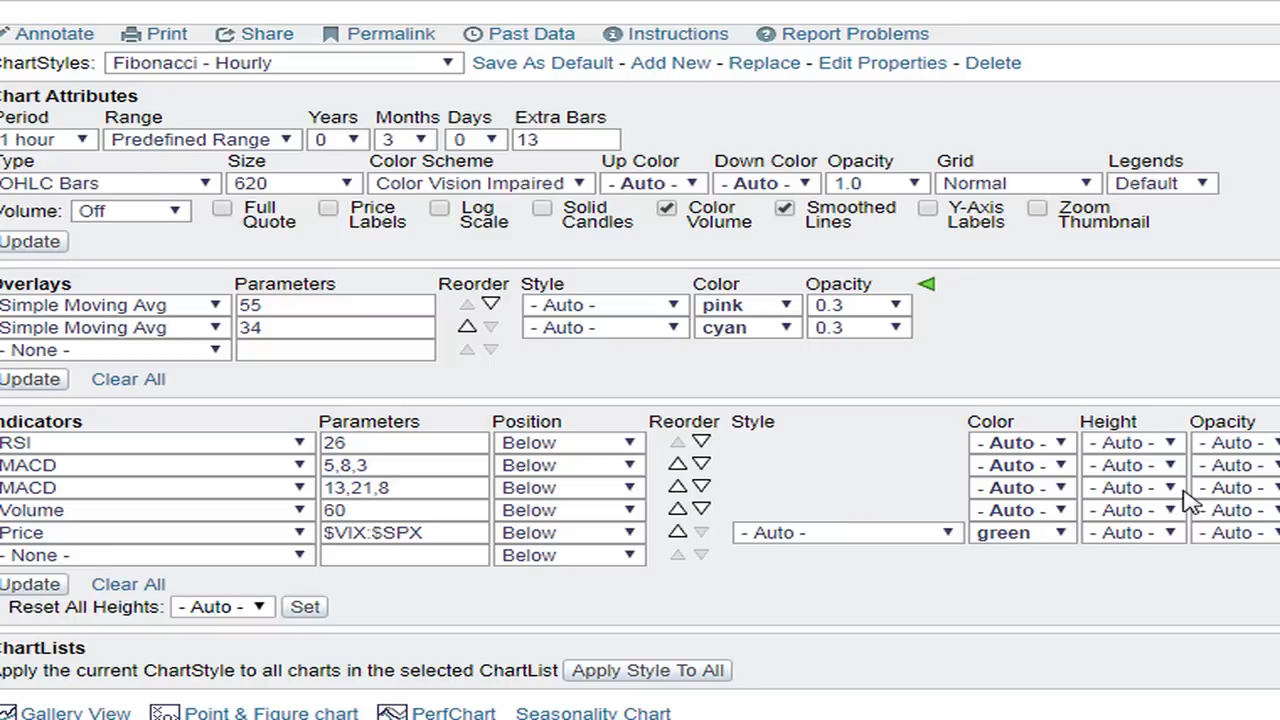 Annotate Print Share Permalink Past Data Instructions Report Problems
ChartStyles: Fibonacci - Hourly Save As Default - Add New - Replace - Edit Properties - Delete
Chart Attributes
Period Range Years Months Days Extra Bars
1 hour Predefined Range 0 3 0 13
Type Size Color Scheme Up Color Down Color Opacity Grid Legends
OHLC Bars 620 Color Vision Impaired - Auto - - Auto - 1.0 Normal Default
Volume: Off Full Quote Price Labels Log Scale Solid Candles Color Volume Smoothed Lines Y-Axis Labels Zoom Thumbnail
Update
Overlays Parameters Reorder Style Color Opacity
Simple Moving Avg 55 - Auto - pink 0.3
Simple Moving Avg 34 - Auto - cyan 0.3
- None -
Update Clear All
Indicators Parameters Position Reorder Style Color Height Opacity
RSI 26 Below - Auto - - Auto - - Auto -
MACD 5,8,3 Below - Auto - - Auto - - Auto -
MACD 13,21,8 Below - Auto - - Auto - - Auto -
Volume 60 Below - Auto - - Auto - - Auto -
Price $VIX:$SPX Below - Auto - green - Auto - - Auto -
- None - Below
Update Clear All
Reset All Heights: - Auto - Set
ChartLists
Apply the current ChartStyle to all charts in the selected ChartList Apply Style To All
Gallery View Point & Figure chart PerfChart Seasonality Chart